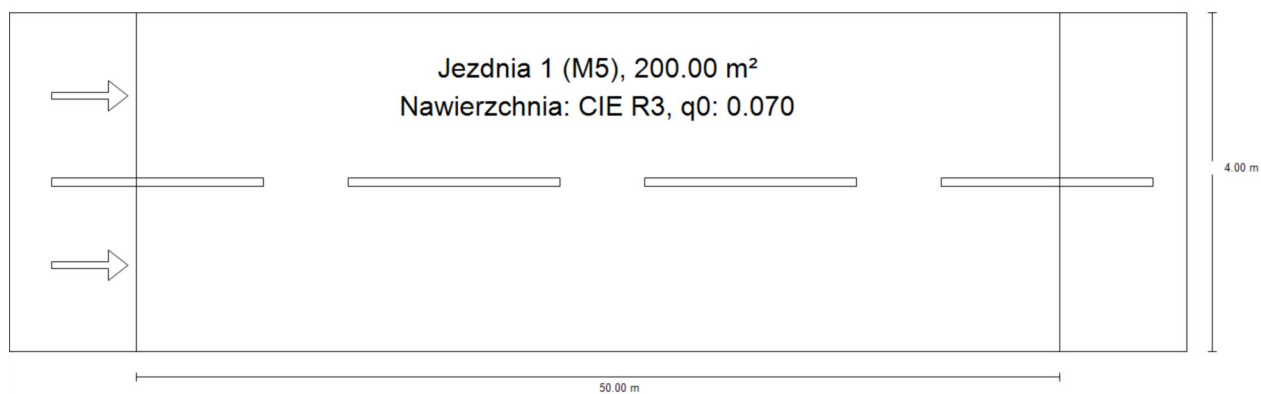 Jezdnia 1 (M5), 200.00 m²
Nawierzchnia: CIE R3, q0: 0.070
4.00 m
50.00 m